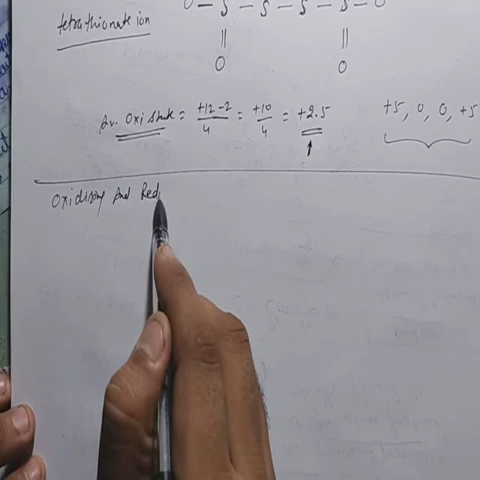 O – S – S – S – S – O
tetrathionate ion
|| ||
O O
Av. Oxi state = +12-2/4 = +10/4 = +2.5 +5, 0, 0, +5
Oxidising And Red